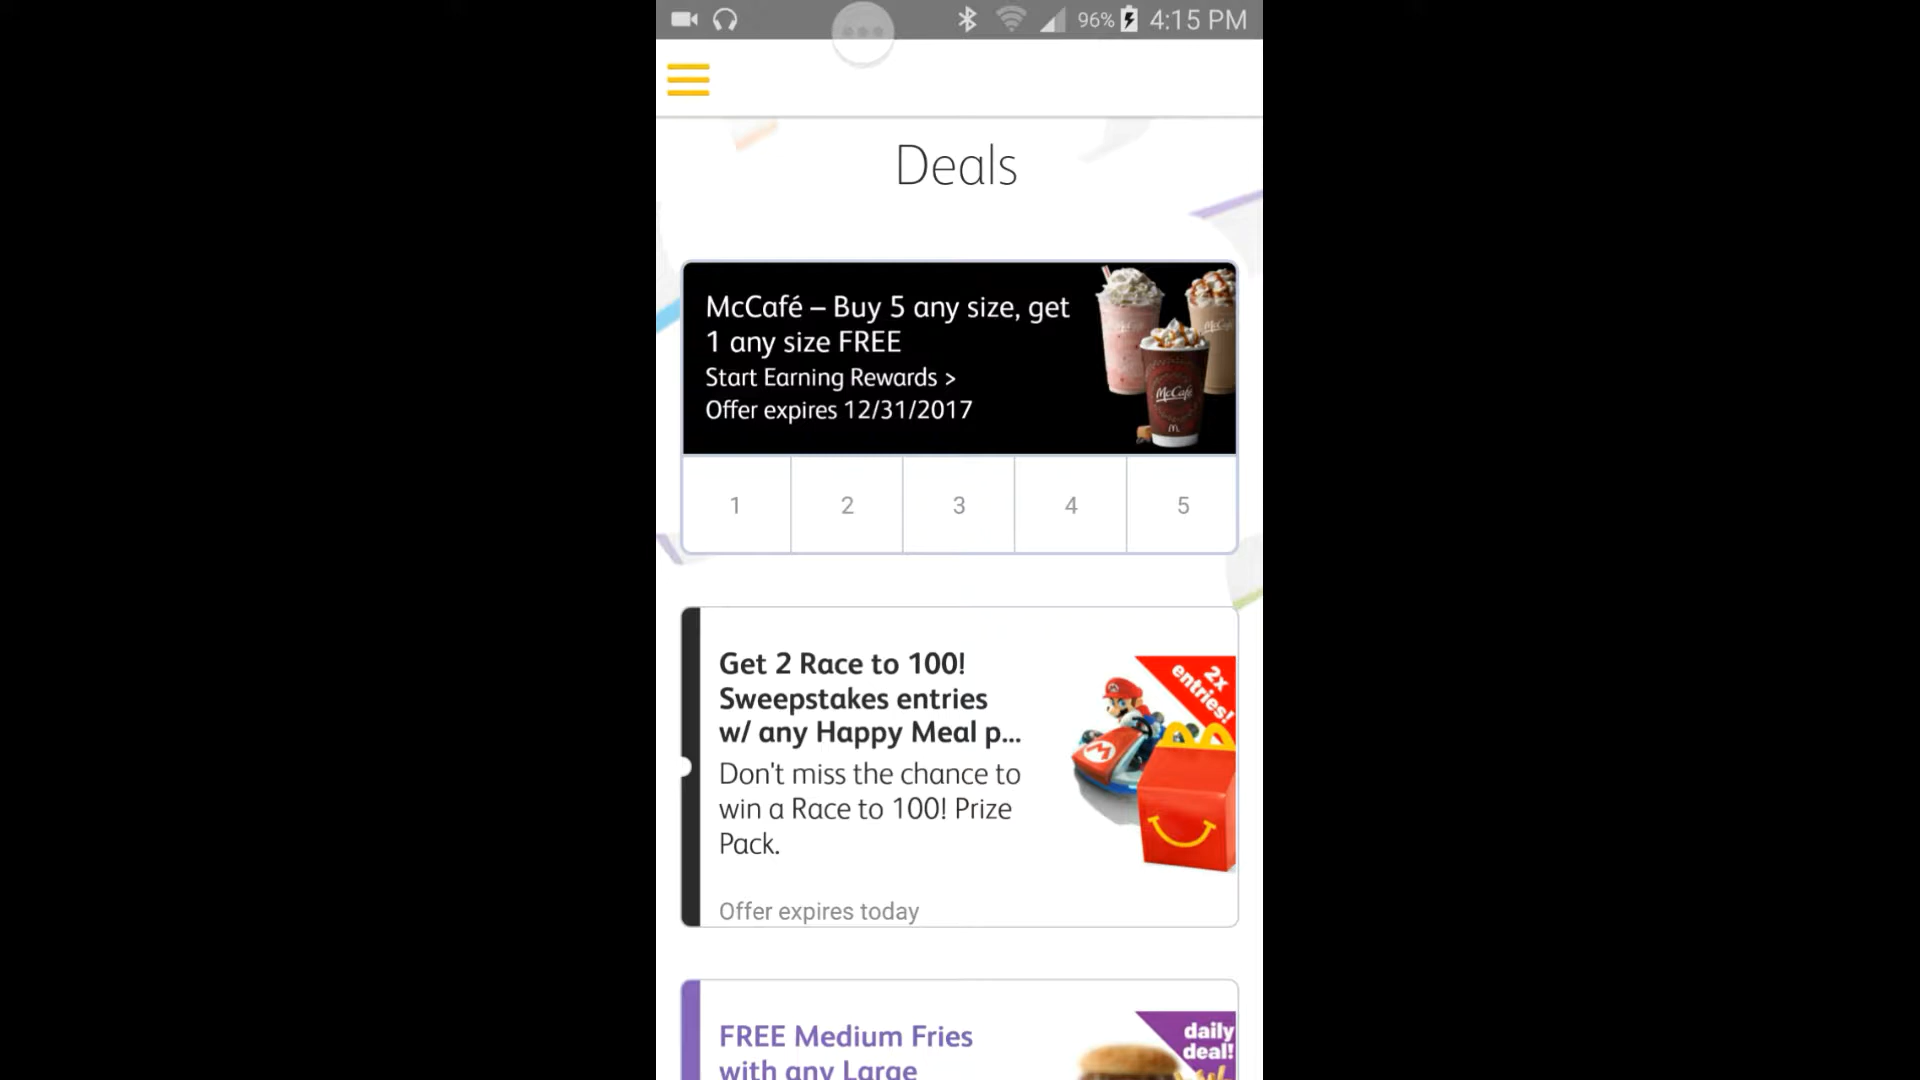 96% 4:15 PM
Deals
McCafé – Buy 5 any size, get
1 any size FREE
Start Earning Rewards >
Offer expires 12/31/2017
McCafé
McCafé
McCafé
1 2 3 4 5
Get 2 Race to 100!
Sweepstakes entries
w/ any Happy Meal p...
Don't miss the chance to
win a Race to 100! Prize
Pack.
Offer expires today
2x
entries!
M
FREE Medium Fries
with any Large
daily
deal!